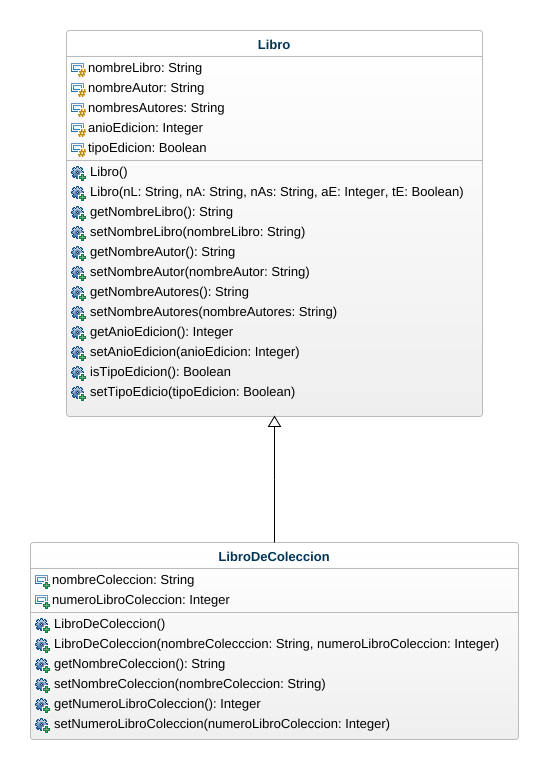 Libro
nombreLibro: String
nombreAutor: String
nombresAutores: String
anioEdicion: Integer
tipoEdicion: Boolean
Libro()
Libro(nL: String, nA: String, nAs: String, aE: Integer, tE: Boolean)
getNombreLibro(): String
setNombreLibro(nombreLibro: String)
getNombreAutor(): String
setNombreAutor(nombreAutor: String)
getNombreAutores(): String
setNombreAutores(nombreAutores: String)
getAnioEdicion(): Integer
setAnioEdicion(anioEdicion: Integer)
isTipoEdicion(): Boolean
setTipoEdicio(tipoEdicion: Boolean)
LibroDeColeccion
nombreColeccion: String
numeroLibroColeccion: Integer
LibroDeColeccion()
LibroDeColeccion(nombreColecccion: String, numeroLibroColeccion: Integer)
getNombreColeccion(): String
setNombreColeccion(nombreColeccion: String)
getNumeroLibroColeccion(): Integer
setNumeroLibroColeccion(numeroLibroColeccion: Integer)